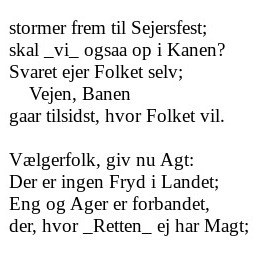 stormer frem til Sejersfest;
skal _vi_ ogsaa op i Kanen?
Svaret ejer Folket selv;
Vejen, Banen
gaar tilsidst, hvor Folket vil.

Vælgerfolk, giv nu Agt:
Der er ingen Fryd i Landet;
Eng og Ager er forbandet,
der, hvor _Retten_ ej har Magt;